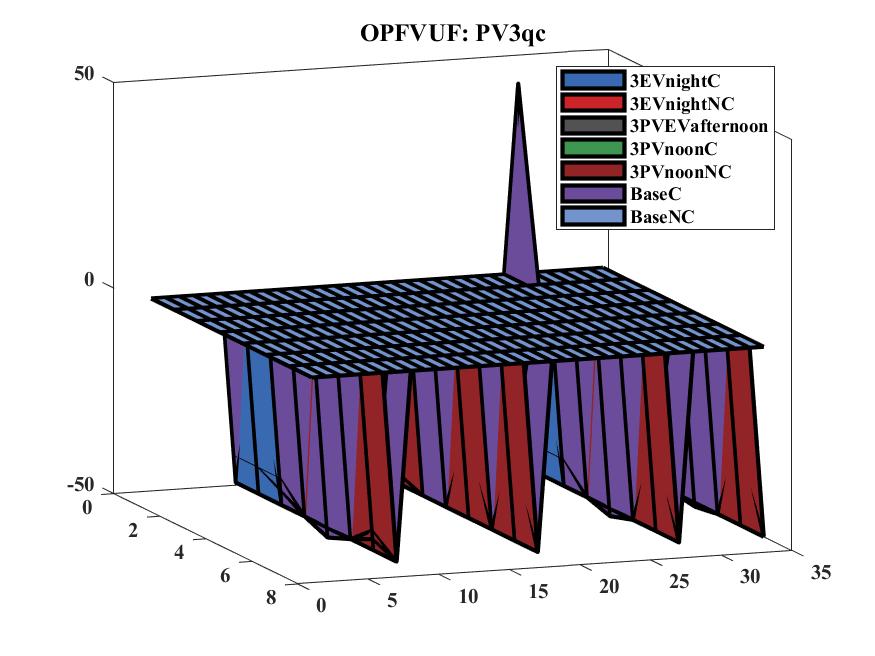 OPFVUF: PV3qc
50
3EVnightC
3EVnightNC
3PVEVafternoon
3PVnoonC
3PVnoonNC
BaseC
BaseNC
0
-50
0
2
4
6
8
0
5
10
15
20
25
30
35